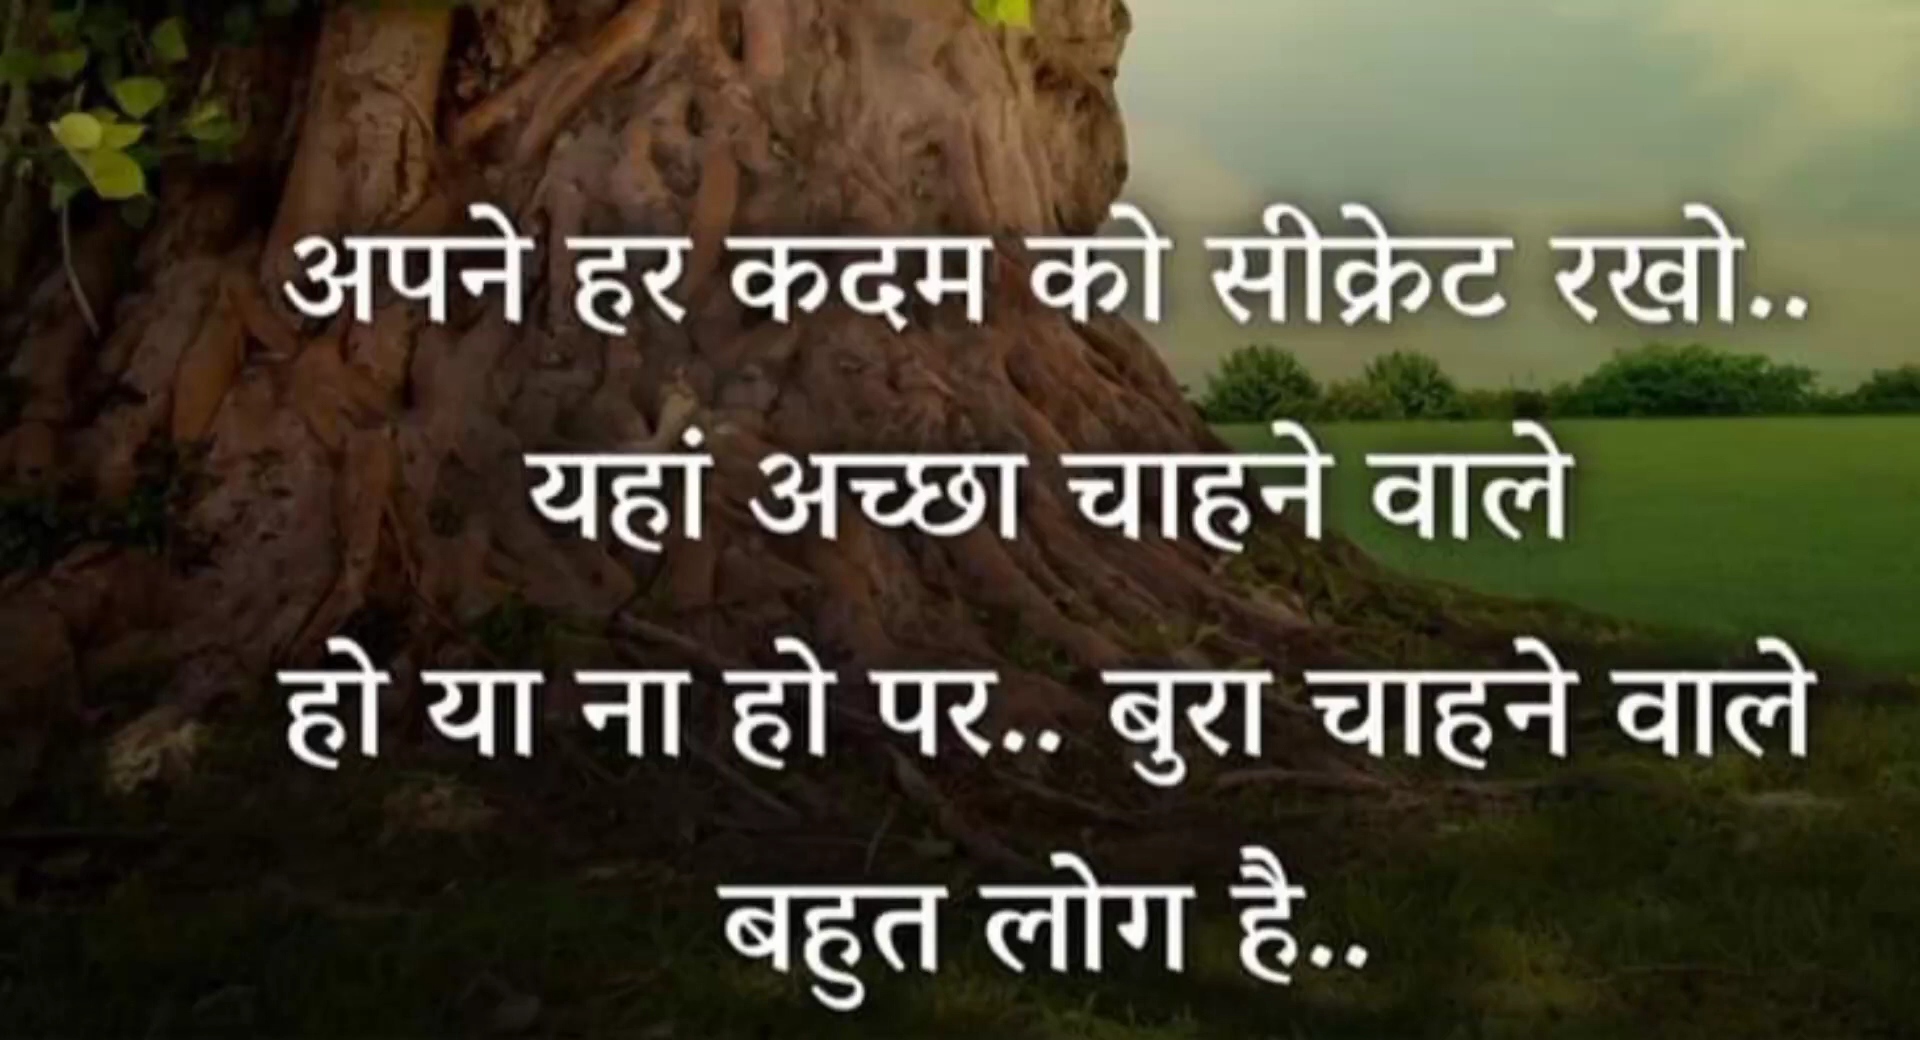 अपने हर कदम को सीक्रेट रखो..
यहां अच्छा चाहने वाले
हो या ना हो पर.. बुरा चाहने वाले
बहुत लोग है..